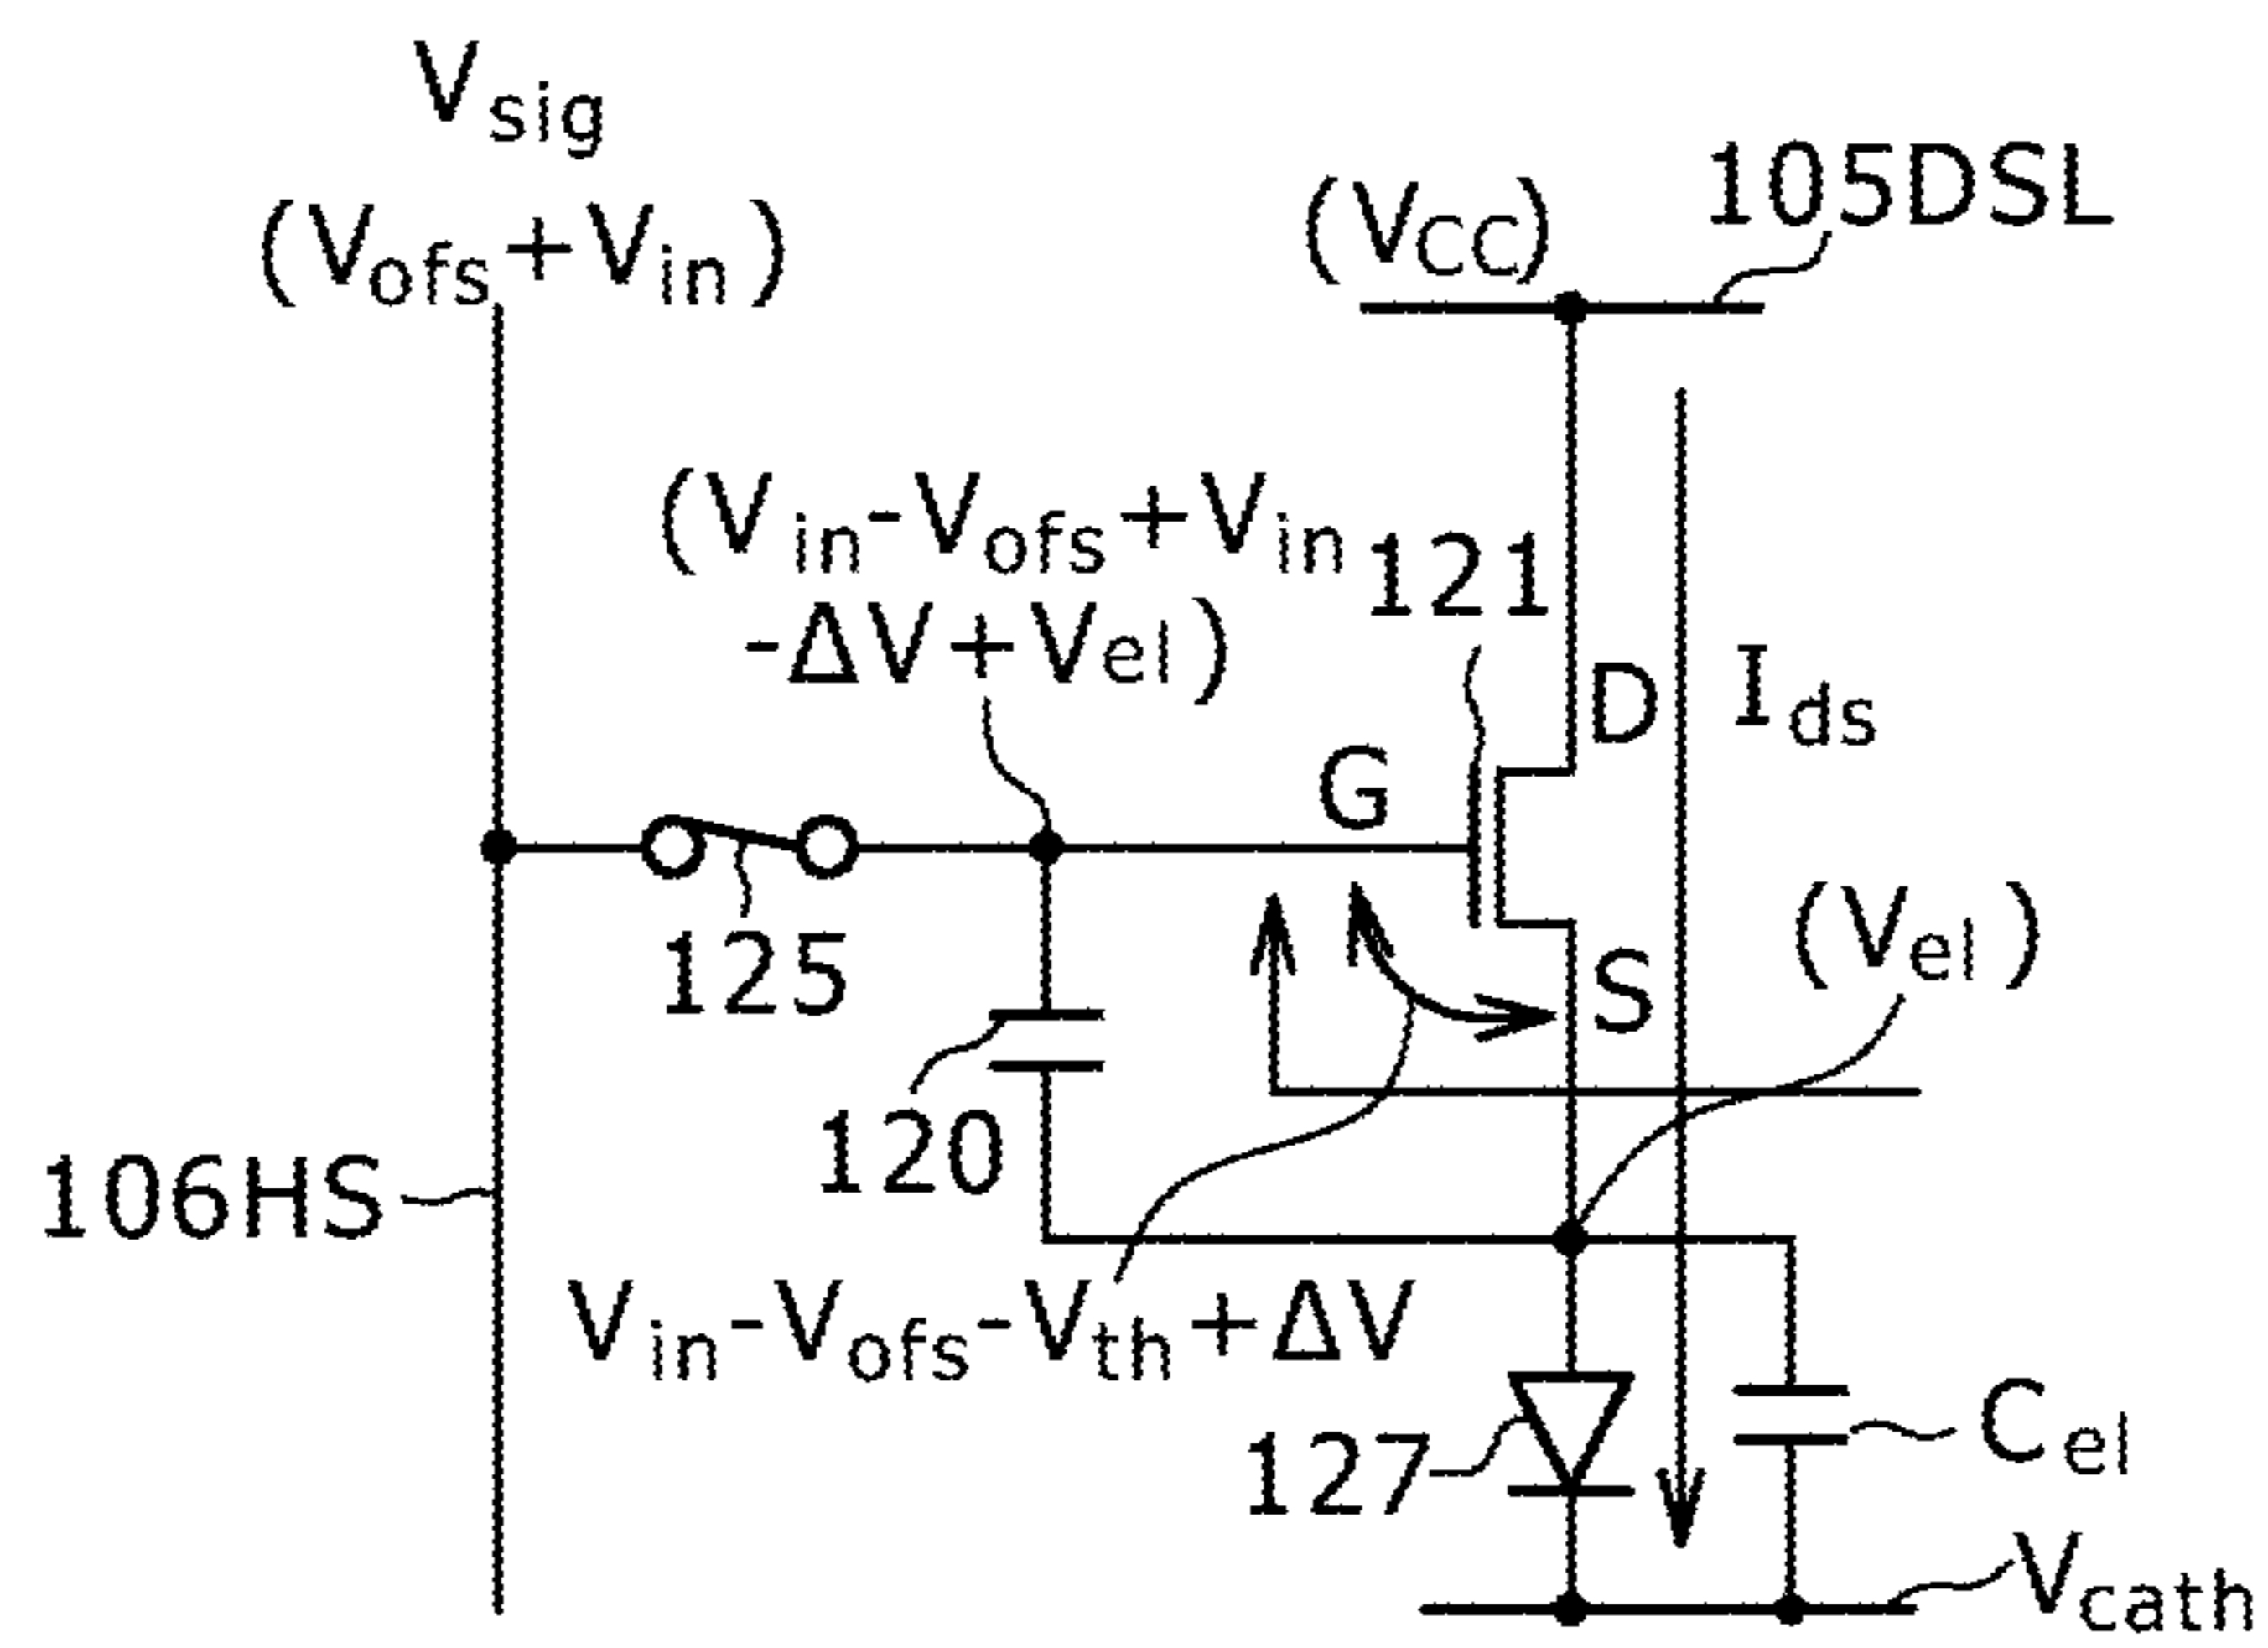 Vsig
(Vofs+Vin)
(VCC)
105DSL
(Vin-Vofs+Vin
-ΔV+Vel)
121
D
Ids
G
125
S
(Vel)
120
106HS
Vin-Vofs-Vth+ΔV
127
Cel
Vcath